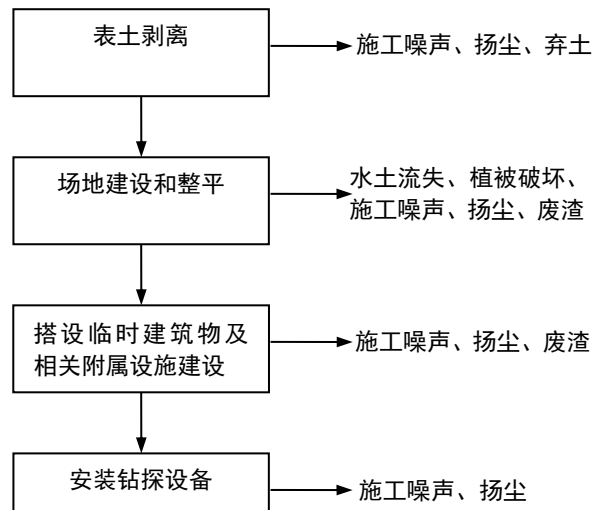 表土剥离
施工噪声、扬尘、弃土
场地建设和整平
水土流失、植被破坏、
施工噪声、扬尘、废渣
搭设临时建筑物及
相关附属设施建设
施工噪声、扬尘、废渣
安装钻探设备
施工噪声、扬尘